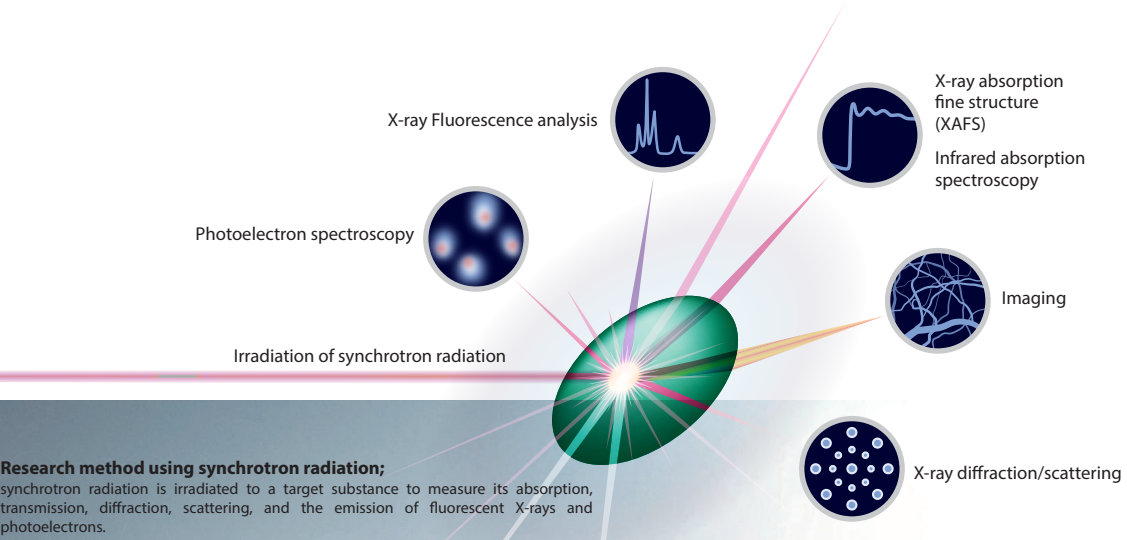 X-ray Fluorescence analysis
X-ray absorption
fine structure
(XAFS)
Infrared absorption
spectroscopy
Photoelectron spectroscopy
Imaging
Irradiation of synchrotron radiation
X-ray diffraction/scattering
Research method using synchrotron radiation;
synchrotron radiation is irradiated to a target substance to measure its absorption,
transmission, diffraction, scattering, and the emission of fluorescent X-rays and
photoelectrons.